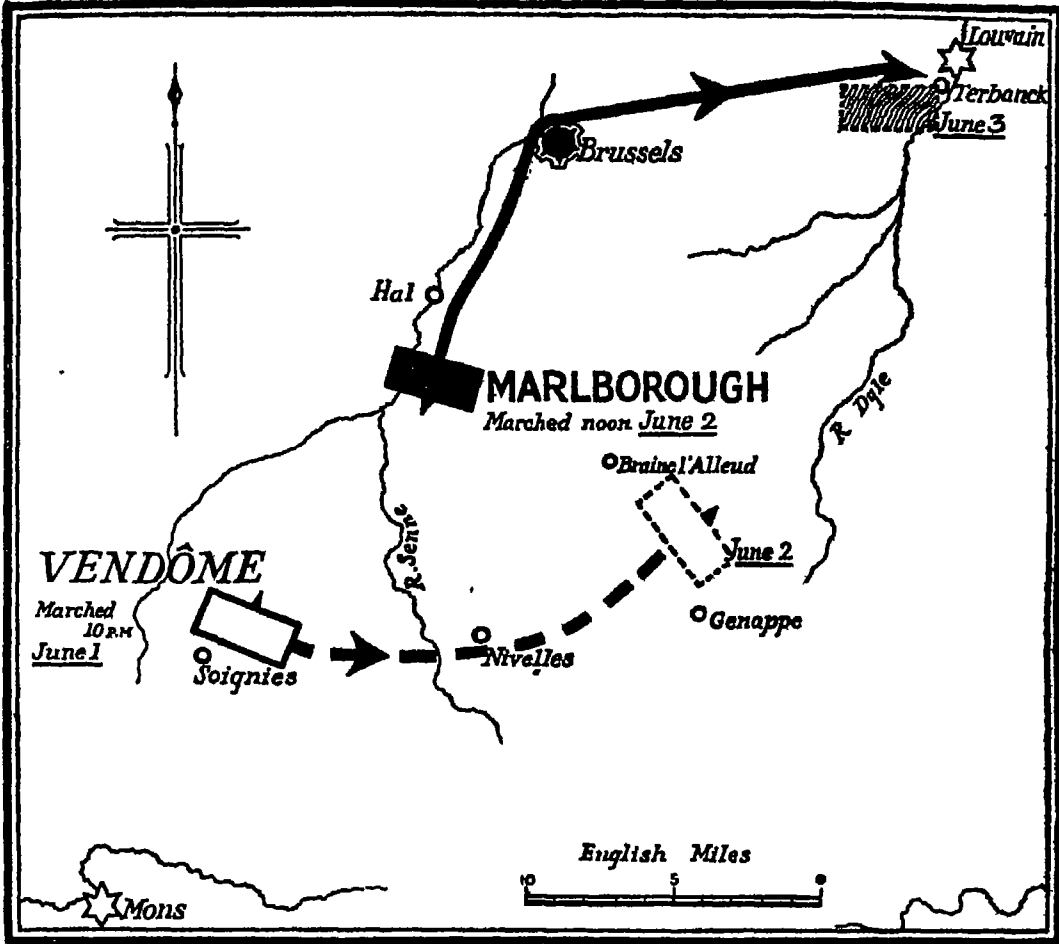 Louvain
Terbanck
June 3
Brussels
Hal
MARLBOROUGH
Marched noon June 2
R Dyle
Braine l'Alleud
R. Senne
June 2
VENDÔME
Marched
10 P.M
June 1
Genappe
Nivelles
Soignies
English Miles
10 5 0
Mons